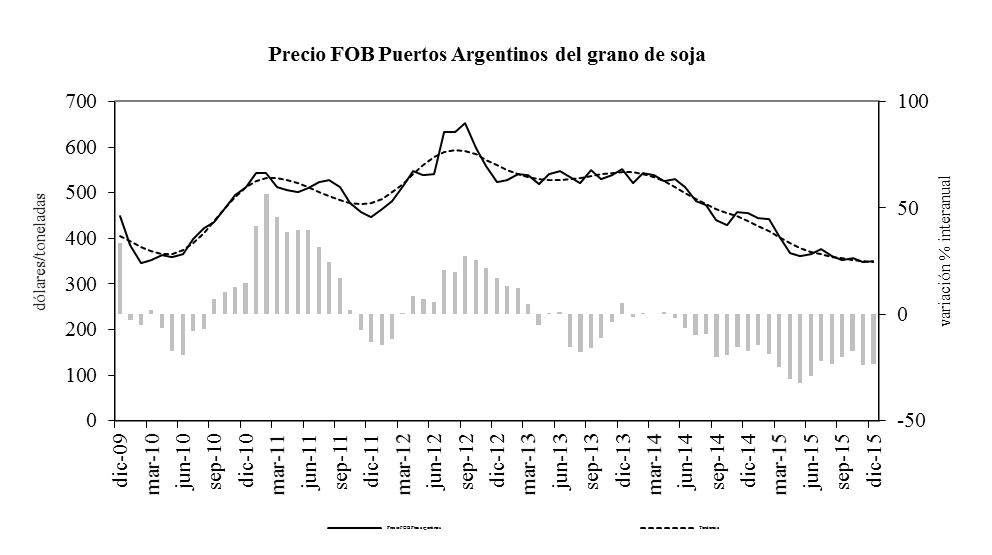 Precio FOB Puertos Argentinos del grano de soja
700
600
500
400
300
200
100
0
dólares/toneladas
100
50
0
-50
variación % interanual
dic-09
mar-10
jun-10
sep-10
dic-10
mar-11
jun-11
sep-11
dic-11
mar-12
jun-12
sep-12
dic-12
mar-13
jun-13
sep-13
dic-13
mar-14
jun-14
sep-14
dic-14
mar-15
jun-15
sep-15
dic-15
Tendencia